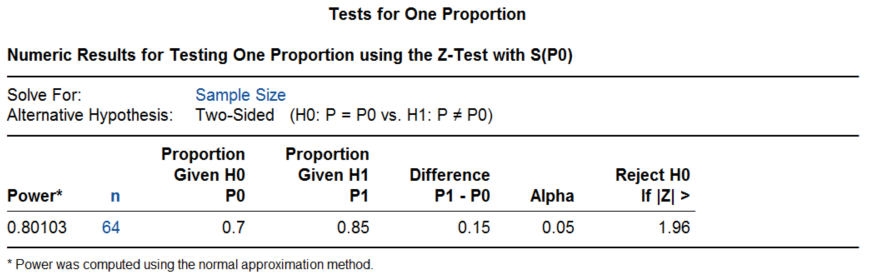 Tests for One Proportion
Numeric Results for Testing One Proportion using the Z-Test with S(P0)
Solve For: Sample Size
Alternative Hypothesis: Two-Sided (H0: P = P0 vs. H1: P ≠ P0)
Proportion Proportion
Given H0 Given H1 Difference Reject H0
Power* n P0 P1 P1 - P0 Alpha If |Z| >
0.80103 64 0.7 0.85 0.15 0.05 1.96
* Power was computed using the normal approximation method.